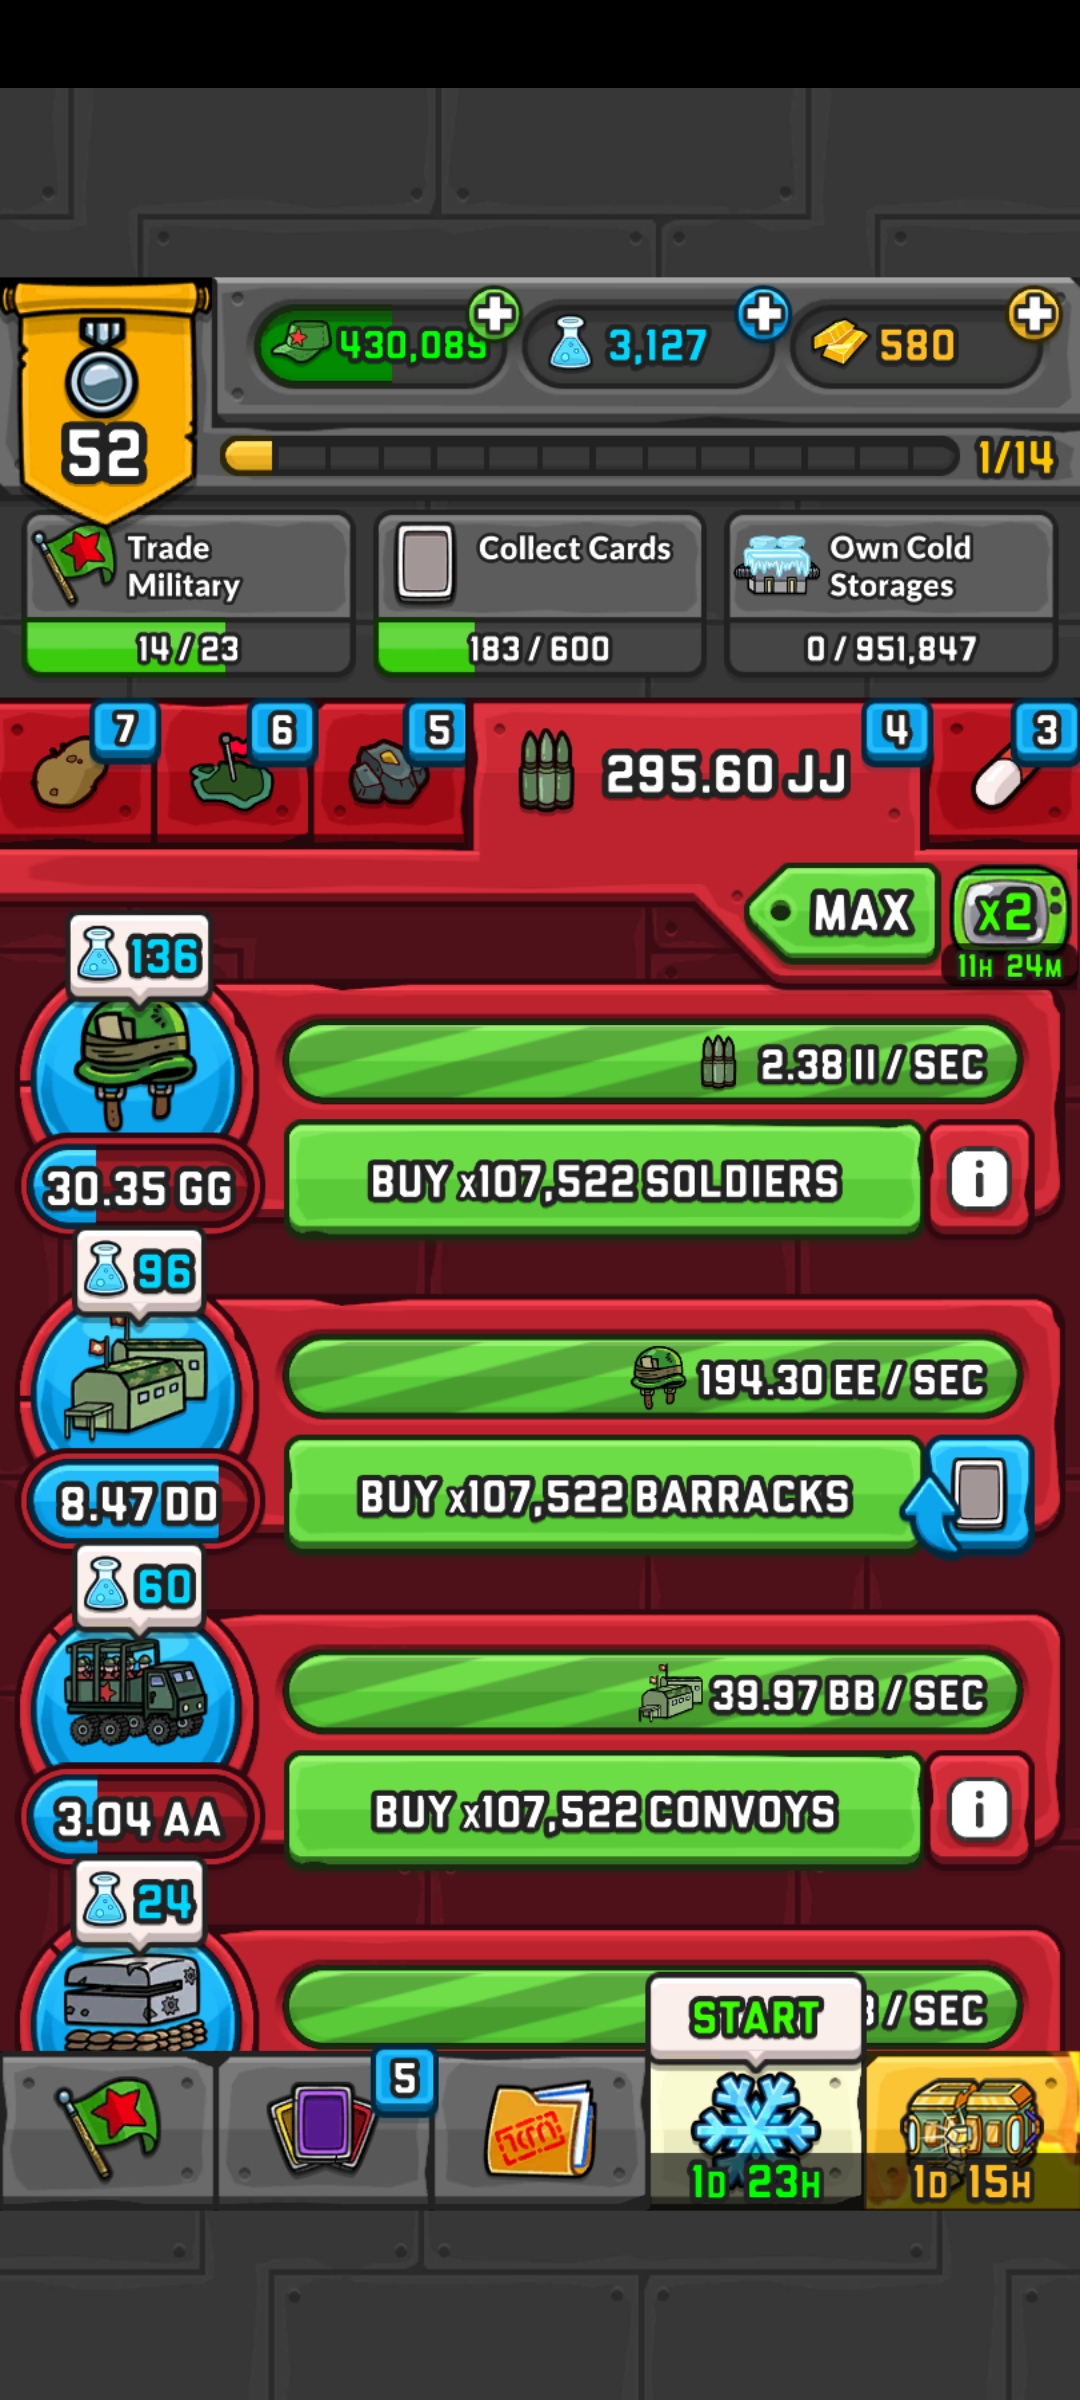 430,089
3,127
580
52
1/14
Trade
Military
14/23
Collect Cards
183/600
Own Cold
Storages
0/951,847
7
6
5
295.60 JJ
4
3
MAX
x2
11H 24M
136
2.38 II / SEC
30.35 GG
BUY x107,522 SOLDIERS
i
96
194.30 EE / SEC
8.47 DD
BUY x107,522 BARRACKS
60
39.97 BB / SEC
3.04 AA
BUY x107,522 CONVOYS
i
24
/ SEC
START
5
1D 23H
1D 15H